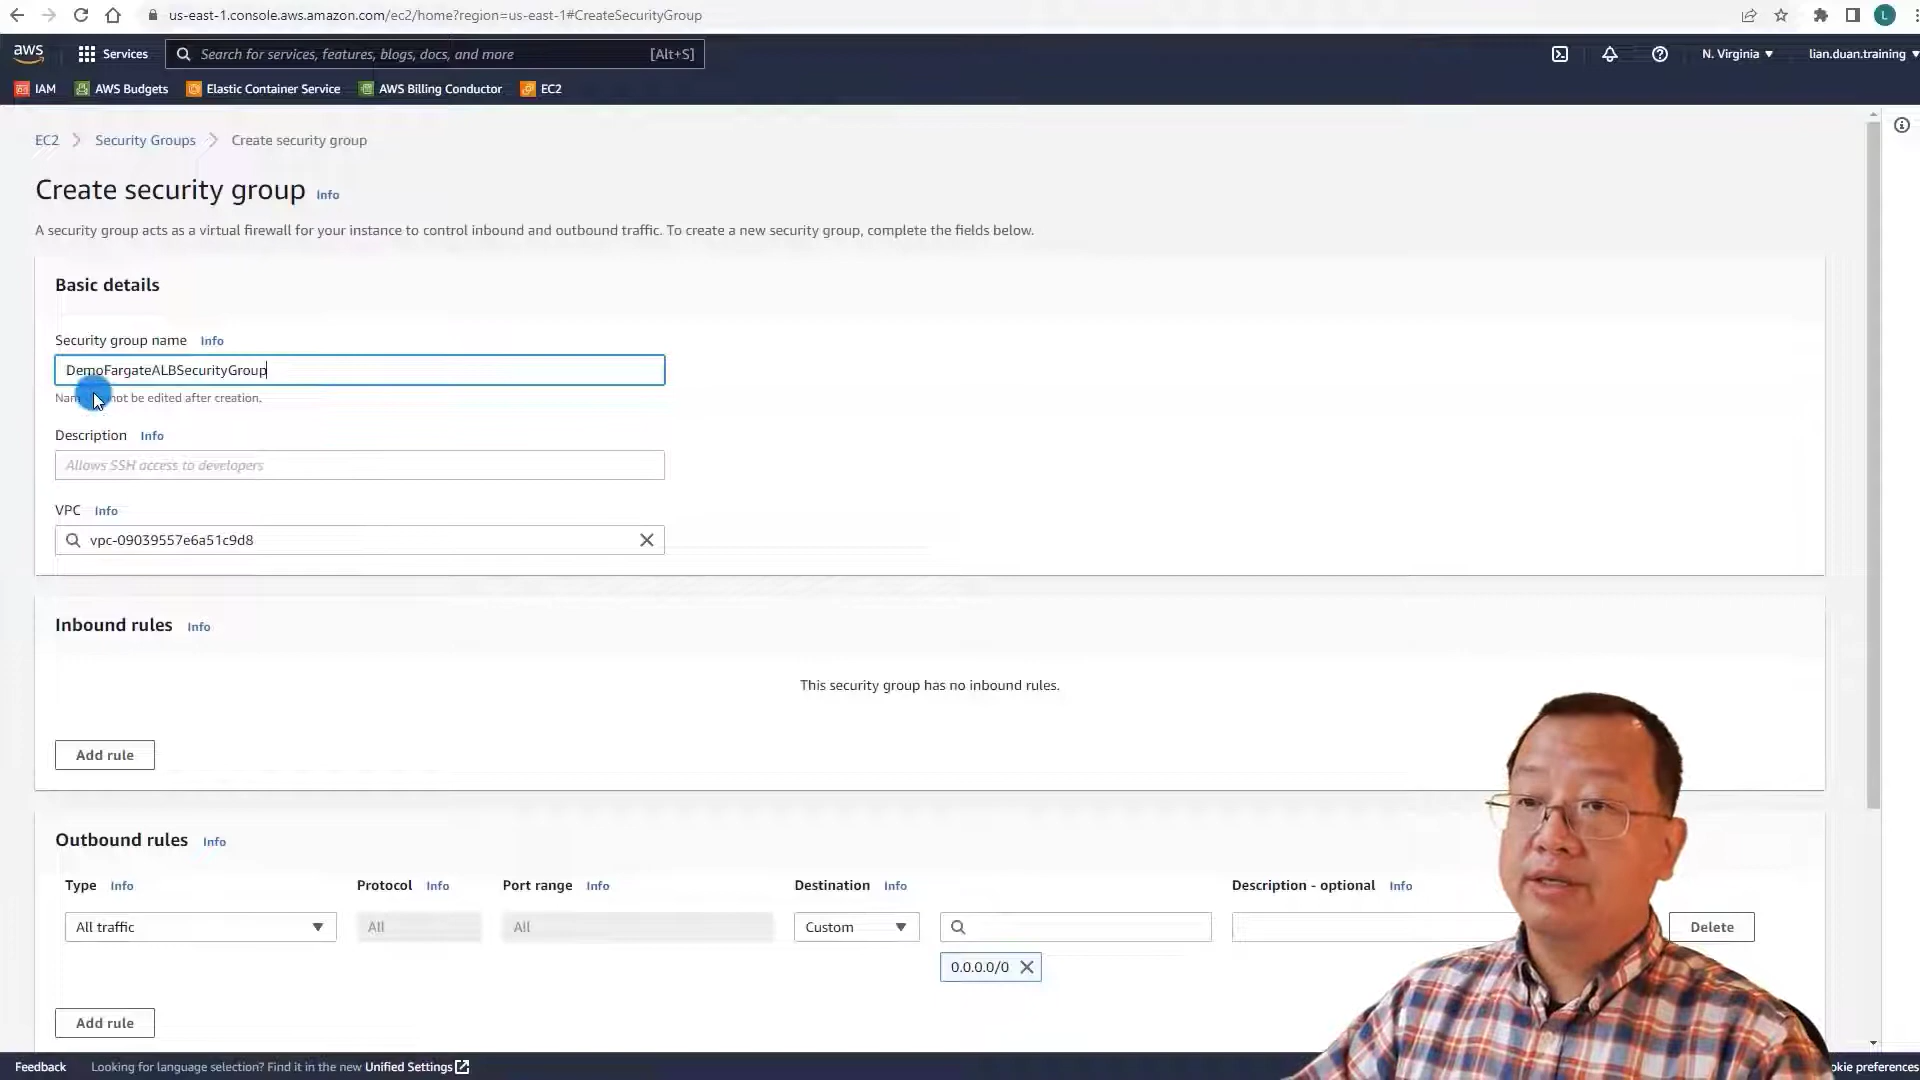 us-east-1.console.aws.amazon.com/ec2/home?region=us-east-1#CreateSecurityGroup
L
aws
Services
Search for services, features, blogs, docs, and more
[Alt+S]
N. Virginia
lian.duan.training
IAM
AWS Budgets
Elastic Container Service
AWS Billing Conductor
EC2
EC2
Security Groups
Create security group
Create security group Info
A security group acts as a virtual firewall for your instance to control inbound and outbound traffic. To create a new security group, complete the fields below.
Basic details
Security group name Info
DemoFargateALBSecurityGroup
not be edited after creation.
Description Info
Allows SSH access to developers
VPC Info
vpc-09039557e6a51c9d8
Inbound rules Info
This security group has no inbound rules.
Add rule
Outbound rules Info
Type Info
Protocol Info
Port range Info
Destination Info
Description - optional Info
All traffic
All
All
Custom
Delete
0.0.0.0/0
Add rule
Feedback
Looking for language selection? Find it in the new Unified Settings
preferences